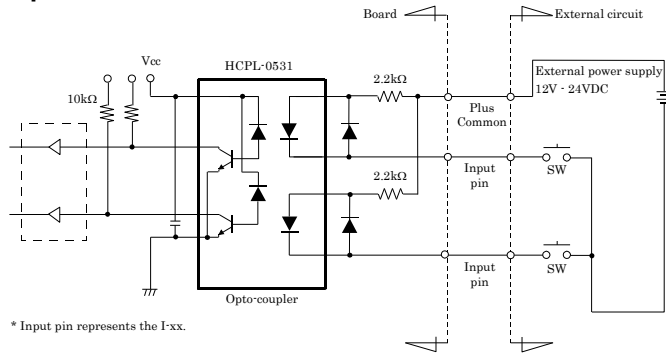 Board
External circuit
Vcc
HCPL-0531
2.2kΩ
External power supply
12V - 24VDC
10kΩ
Plus
Common
2.2kΩ
Input
pin
SW
Input
pin
SW
Opto-coupler
* Input pin represents the I-xx.